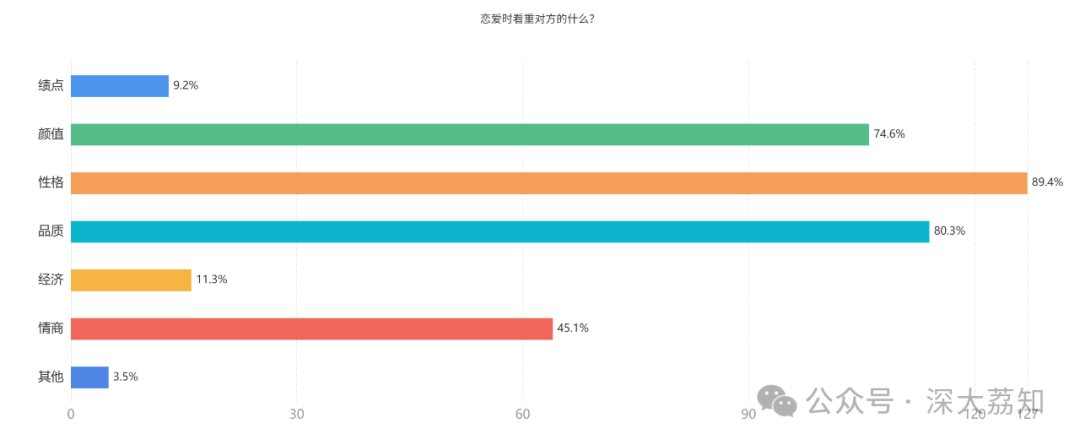 恋爱时看重对方的什么？
绩点 9.2%
颜值 74.6%
性格 89.4%
品质 80.3%
经济 11.3%
情商 45.1%
其他 3.5%
0 30 60 90 120 127
公众号 · 深大荔知